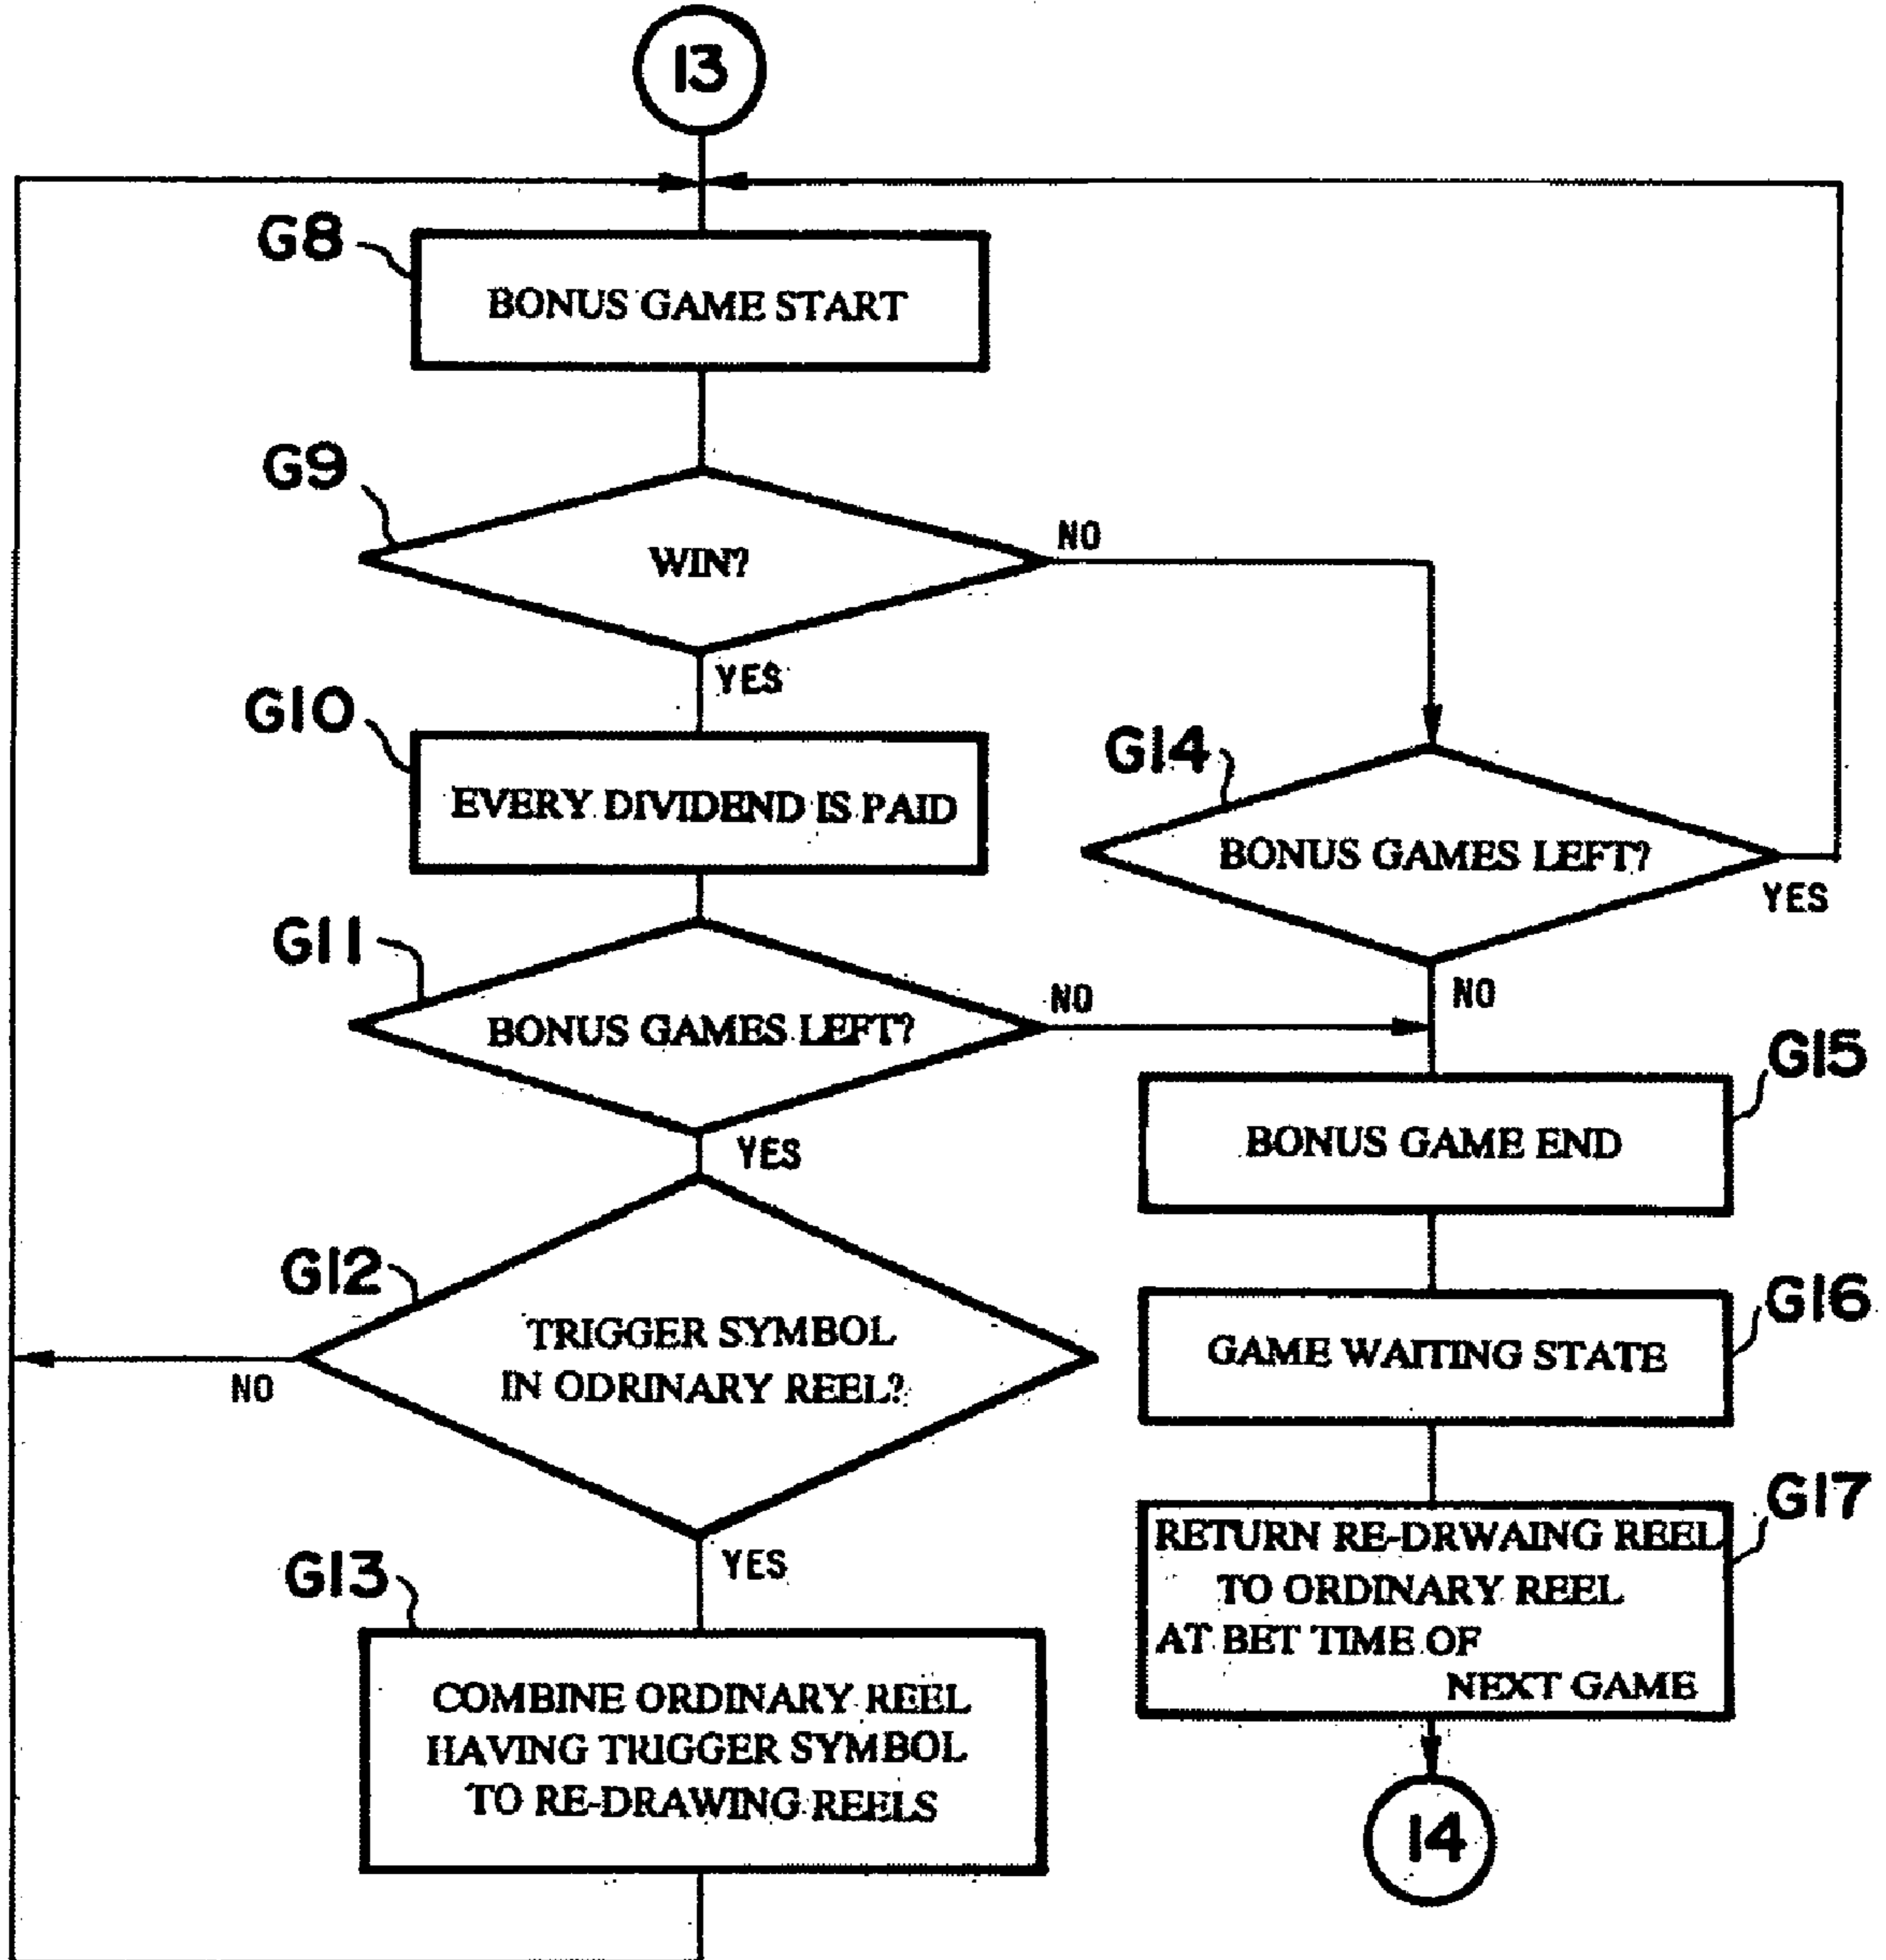 13
G8
BONUS GAME START
G9
WIN?
NO
YES
G10
EVERY DIVIDEND IS PAID
G14
BONUS GAMES LEFT?
YES
NO
G11
BONUS GAMES LEFT?
NO
YES
G15
BONUS GAME END
G12
TRIGGER SYMBOL
IN ODRINARY REEL?
NO
YES
G16
GAME WAITING STATE
G17
RETURN RE-DRWAING REEL
TO ORDINARY REEL
AT BET TIME OF
NEXT GAME
G13
COMBINE ORDINARY REEL
HAVING TRIGGER SYMBOL
TO RE-DRAWING REELS
14